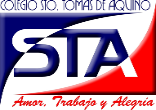 COLEGIO STO. TOMAS DE AQUINO
STA
Amor, Trabajo y Alegría